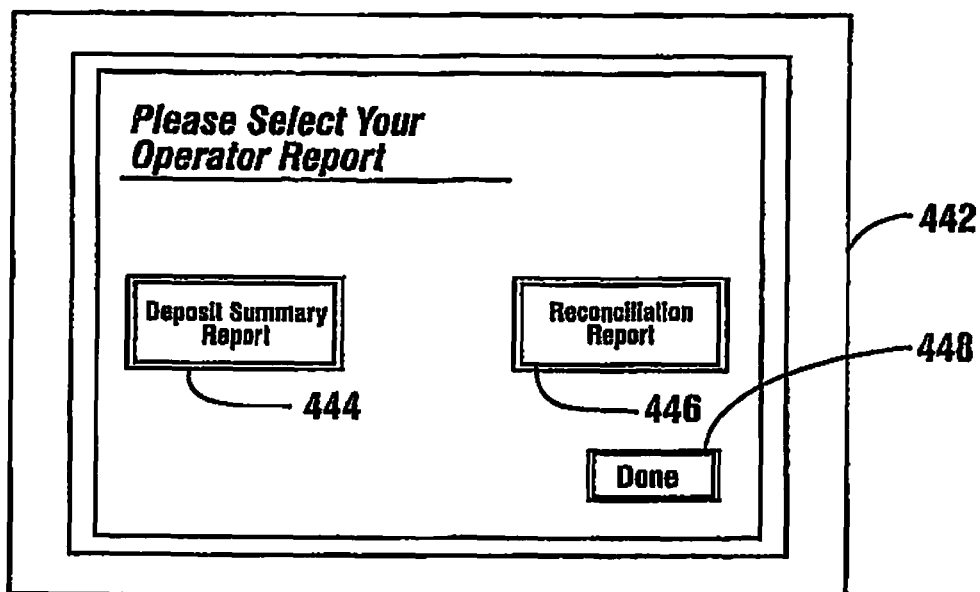 Please Select Your
Operator Report
442
Deposit Summary
Report
Reconciliation
Report
448
444
446
Done